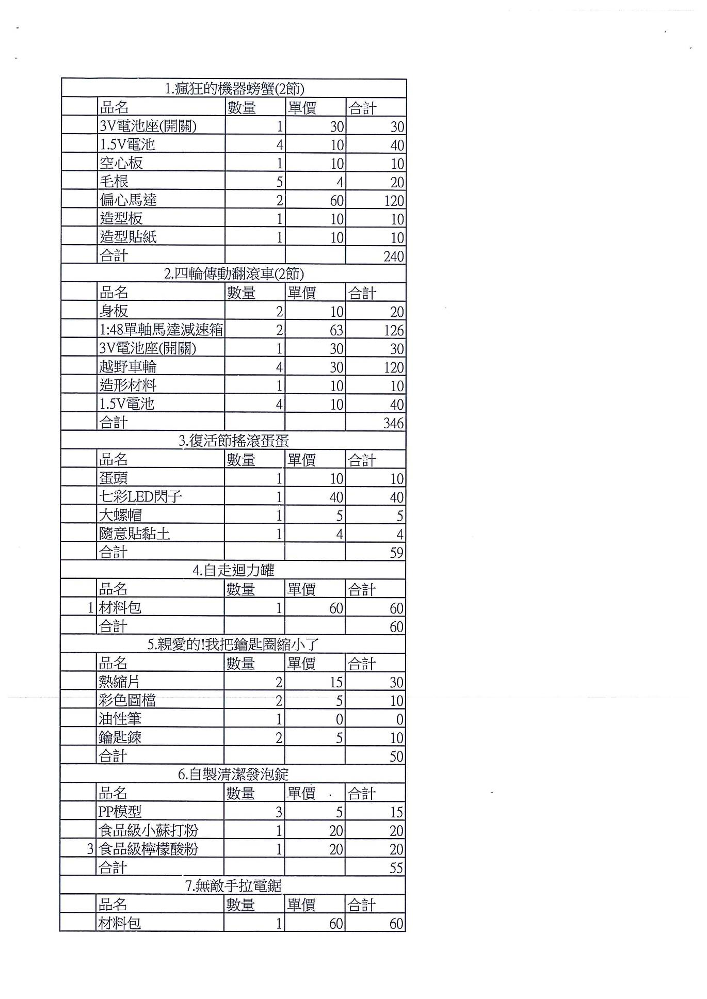 1.瘋狂的機器螃蟹(2節)
品名 數量 單價 合計
3V電池座(開關) 1 30 30
1.5V電池 4 10 40
空心板 1 10 10
毛根 5 4 20
偏心馬達 2 60 120
造型板 1 10 10
造型貼紙 1 10 10
合計 240
2.四輪傳動翻滾車(2節)
品名 數量 單價 合計
身板 2 10 20
1:48單軸馬達減速箱 2 63 126
3V電池座(開關) 1 30 30
越野車輪 4 30 120
造形材料 1 10 10
1.5V電池 4 10 40
合計 346
3.復活節搖滾蛋蛋
品名 數量 單價 合計
蛋頭 1 10 10
七彩LED閃子 1 40 40
大螺帽 1 5 5
隨意貼黏土 1 4 4
合計 59
4.自走迴力罐
品名 數量 單價 合計
1 材料包 1 60 60
合計 60
5.親愛的!我把鑰匙圈縮小了
品名 數量 單價 合計
熱縮片 2 15 30
彩色圖檔 2 5 10
油性筆 1 0 0
鑰匙鍊 2 5 10
合計 50
6.自製清潔發泡錠
品名 數量 單價 合計
PP模型 3 5 15
食品級小蘇打粉 1 20 20
3 食品級檸檬酸粉 1 20 20
合計 55
7.無敵手拉電鋸
品名 數量 單價 合計
材料包 1 60 60